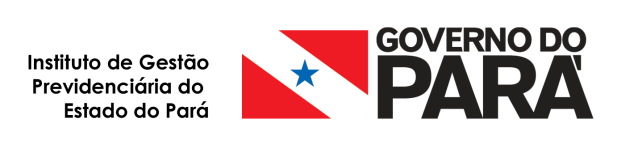 Instituto de Gestão
Previdenciária do
Estado do Pará
GOVERNO DO
PARÁ